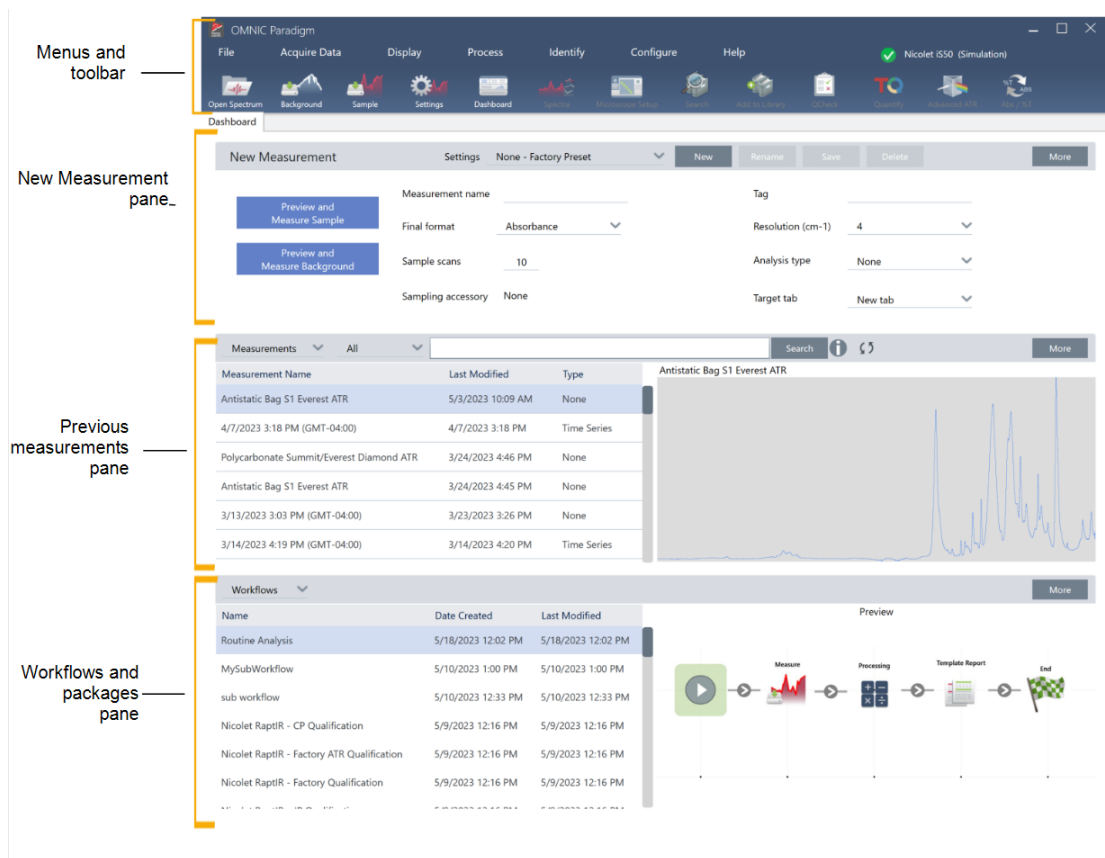 OMNIC Paradigm
Menus and
toolbar
File Acquire Data Display Process Identify Configure Help Nicolet iS50 (Simulation)
Open Spectrum Background Sample Settings Dashboard Spectra Microscope Setup Search Add to Library QCheck TQ Quantify Advanced ATR ABS Abs / %T
Dashboard
New Measurement
pane
New Measurement Settings None - Factory Preset New Rename Save Delete More
Preview and
Measure Sample
Preview and
Measure Background
Measurement name
Final format Absorbance
Sample scans 10
Sampling accessory None
Tag
Resolution (cm-1) 4
Analysis type None
Target tab New tab
Previous
measurements
pane
Measurements All Search More
Measurement Name Last Modified Type
Antistatic Bag S1 Everest ATR 5/3/2023 10:09 AM None
4/7/2023 3:18 PM (GMT-04:00) 4/7/2023 3:18 PM Time Series
Polycarbonate Summit/Everest Diamond ATR 3/24/2023 4:46 PM None
Antistatic Bag S1 Everest ATR 3/24/2023 4:45 PM None
3/13/2023 3:03 PM (GMT-04:00) 3/23/2023 3:26 PM None
3/14/2023 4:19 PM (GMT-04:00) 3/14/2023 4:20 PM Time Series
Antistatic Bag S1 Everest ATR
Workflows and
packages
pane
Workflows More
Name Date Created Last Modified
Routine Analysis 5/18/2023 12:02 PM 5/18/2023 12:02 PM
MySubWorkflow 5/10/2023 1:00 PM 5/10/2023 1:00 PM
sub workflow 5/10/2023 12:33 PM 5/10/2023 12:33 PM
Nicolet RaptIR - CP Qualification 5/9/2023 12:16 PM 5/9/2023 12:16 PM
Nicolet RaptIR - Factory ATR Qualification 5/9/2023 12:16 PM 5/9/2023 12:16 PM
Nicolet RaptIR - Factory Qualification 5/9/2023 12:16 PM 5/9/2023 12:16 PM
Preview
Measure Processing Template Report End